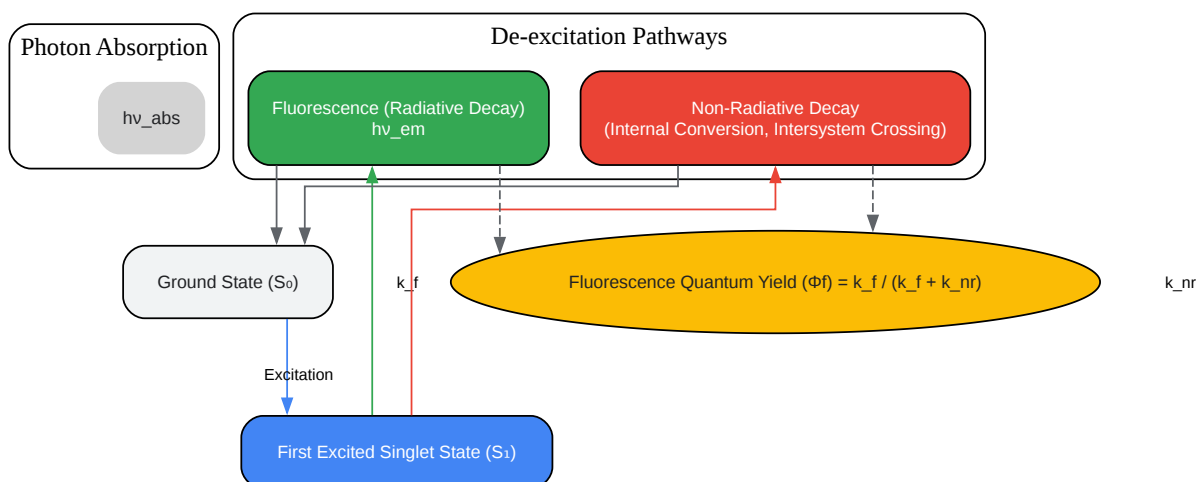 Photon Absorption
hν_abs
De-excitation Pathways
Fluorescence (Radiative Decay)
hν_em
Non-Radiative Decay
(Internal Conversion, Intersystem Crossing)
Ground State (S₀)
k_f
Fluorescence Quantum Yield (Φf) = k_f / (k_f + k_nr)
k_nr
Excitation
First Excited Singlet State (S₁)